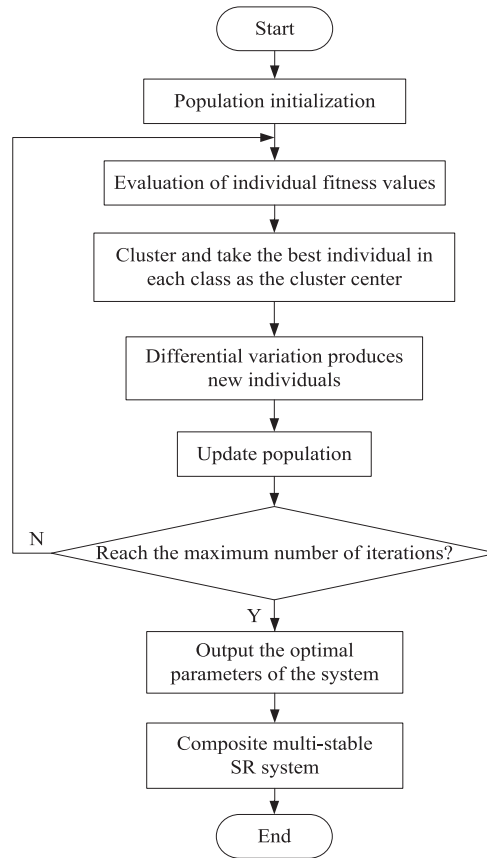 Start
Population initialization
Evaluation of individual fitness values
Cluster and take the best individual in
each class as the cluster center
Differential variation produces
new individuals
Update population
N
Reach the maximum number of iterations?
Y
Output the optimal
parameters of the system
Composite multi-stable
SR system
End